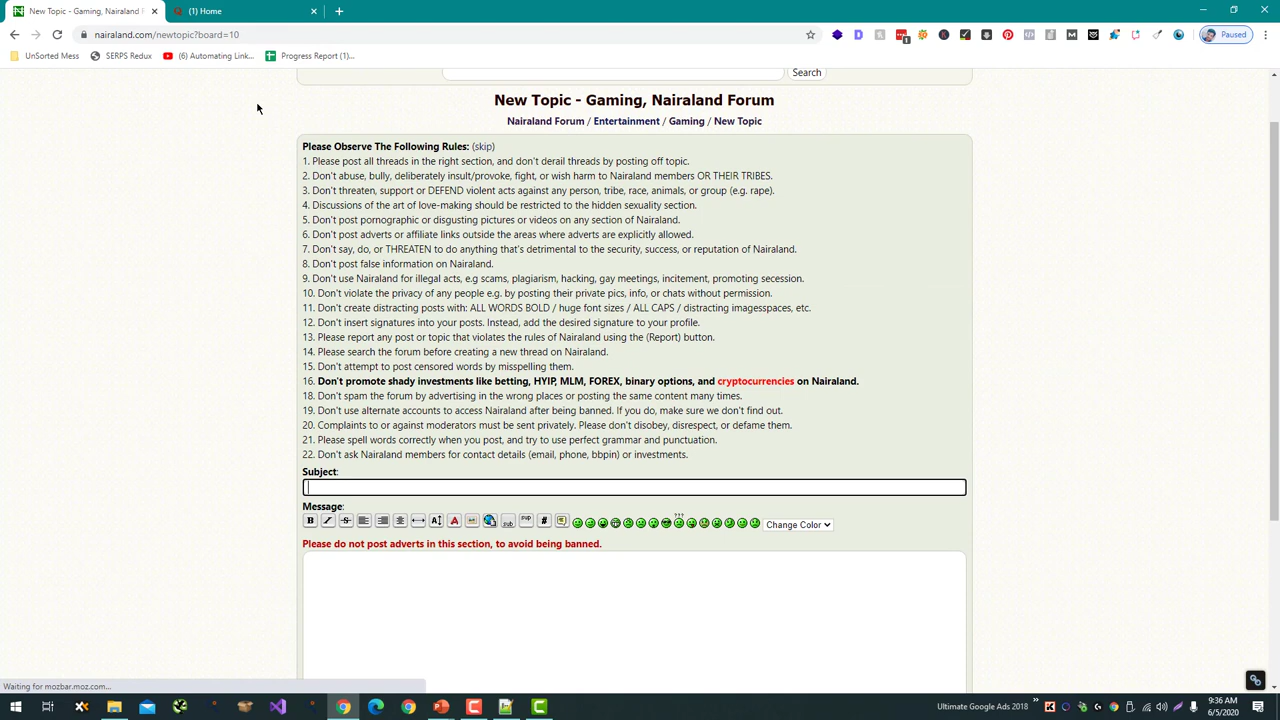 New Topic - Gaming, Nairaland F
(1) Home
nairaland.com/newtopic?board=10
Paused
UnSorted Mess
SERPS Redux
(6) Automating Link...
Progress Report (1)...
Search
New Topic - Gaming, Nairaland Forum
Nairaland Forum / Entertainment / Gaming / New Topic
Please Observe The Following Rules: (skip)
1. Please post all threads in the right section, and don't derail threads by posting off topic.
2. Don't abuse, bully, deliberately insult/provoke, fight, or wish harm to Nairaland members OR THEIR TRIBES.
3. Don't threaten, support or DEFEND violent acts against any person, tribe, race, animals, or group (e.g. rape).
4. Discussions of the art of love-making should be restricted to the hidden sexuality section.
5. Don't post pornographic or disgusting pictures or videos on any section of Nairaland.
6. Don't post adverts or affiliate links outside the areas where adverts are explicitly allowed.
7. Don't say, do, or THREATEN to do anything that's detrimental to the security, success, or reputation of Nairaland.
8. Don't post false information on Nairaland.
9. Don't use Nairaland for illegal acts, e.g scams, plagiarism, hacking, gay meetings, incitement, promoting secession.
10. Don't violate the privacy of any people e.g. by posting their private pics, info, or chats without permission.
11. Don't create distracting posts with: ALL WORDS BOLD / huge font sizes / ALL CAPS / distracting imagesspaces, etc.
12. Don't insert signatures into your posts. Instead, add the desired signature to your profile.
13. Please report any post or topic that violates the rules of Nairaland using the (Report) button.
14. Please search the forum before creating a new thread on Nairaland.
15. Don't attempt to post censored words by misspelling them.
16. Don't promote shady investments like betting, HYIP, MLM, FOREX, binary options, and cryptocurrencies on Nairaland.
18. Don't spam the forum by advertising in the wrong places or posting the same content many times.
19. Don't use alternate accounts to access Nairaland after being banned. If you do, make sure we don't find out.
20. Complaints to or against moderators must be sent privately. Please don't disobey, disrespect, or defame them.
21. Please spell words correctly when you post, and try to use perfect grammar and punctuation.
22. Don't ask Nairaland members for contact details (email, phone, bbpin) or investments.
Subject:
Message:
Change Color
Please do not post adverts in this section, to avoid being banned.
Waiting for mozbar.moz.com...
Ultimate Google Ads 2018
9:36 AM
6/5/2020